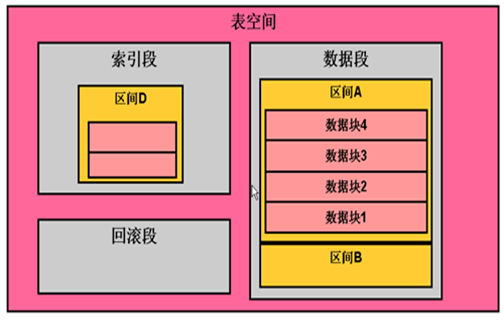 表空间
索引段
区间D
回滚段
数据段
区间A
数据块4
数据块3
数据块2
数据块1
区间B